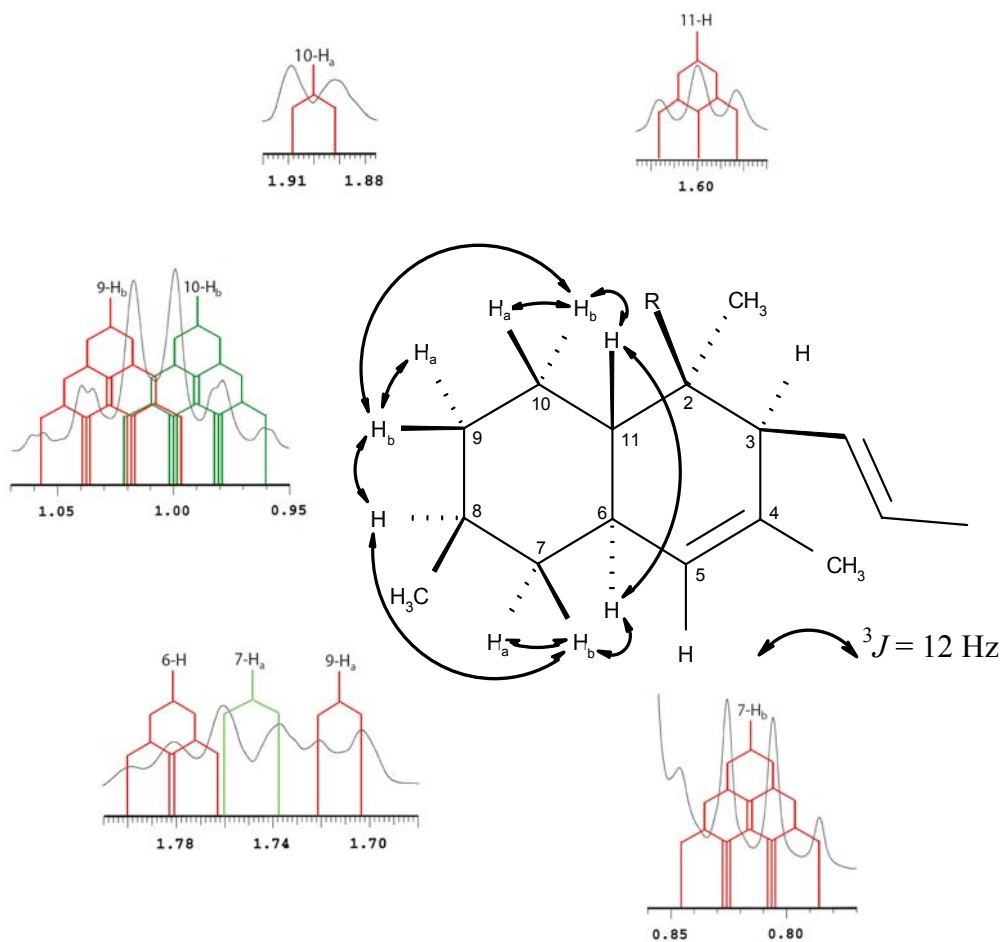 10-Ha
1.91 1.88
11-H
1.60
9-Hb 10-Hb
1.05 1.00 0.95
R CH3
Ha Hb
H
H
Ha
10
2
Hb
9 11 3
H
8 6 4
7
5
H3C CH3
H
Ha Hb
H
3J = 12 Hz
6-H 7-Ha 9-Ha
1.78 1.74 1.70
7-Hb
0.85 0.80